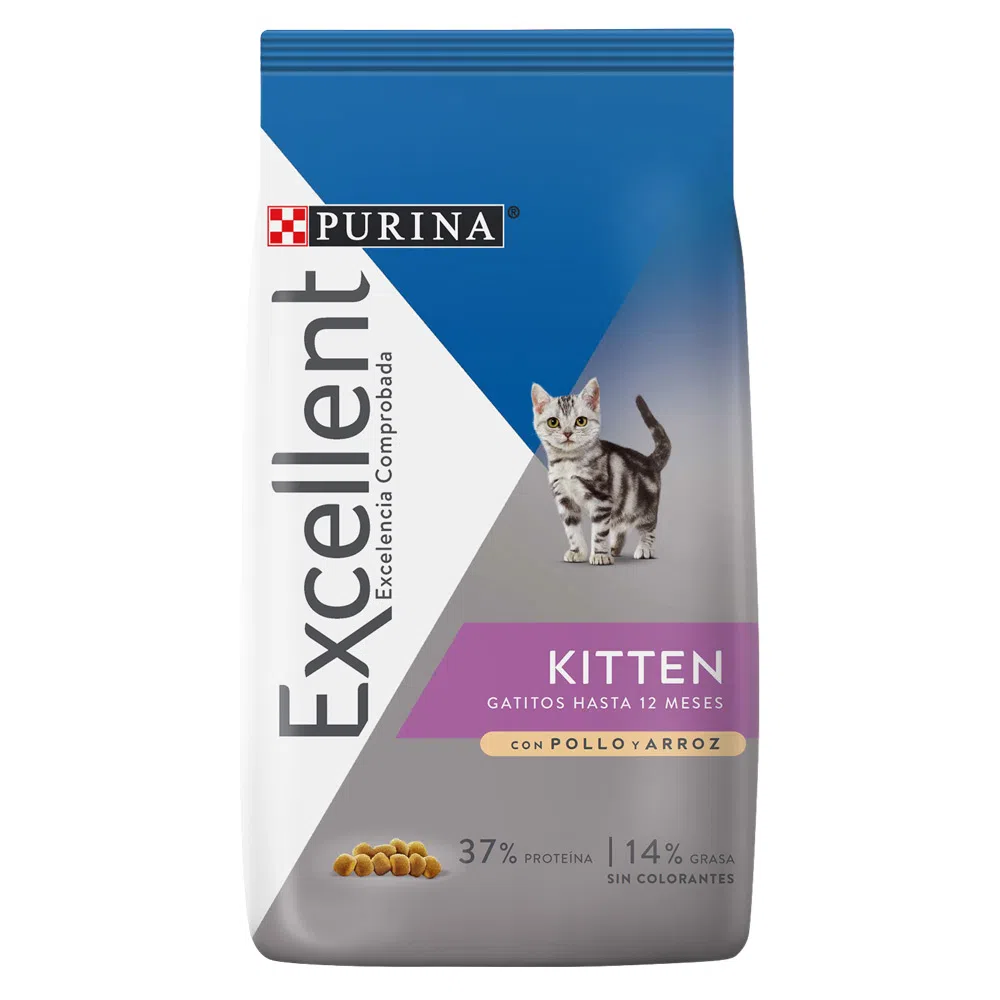 PURINA®
Excellent
Excelencia Comprobada
KITTEN
GATITOS HASTA 12 MESES
CON POLLO Y ARROZ
37% PROTEÍNA | 14% GRASA
SIN COLORANTES